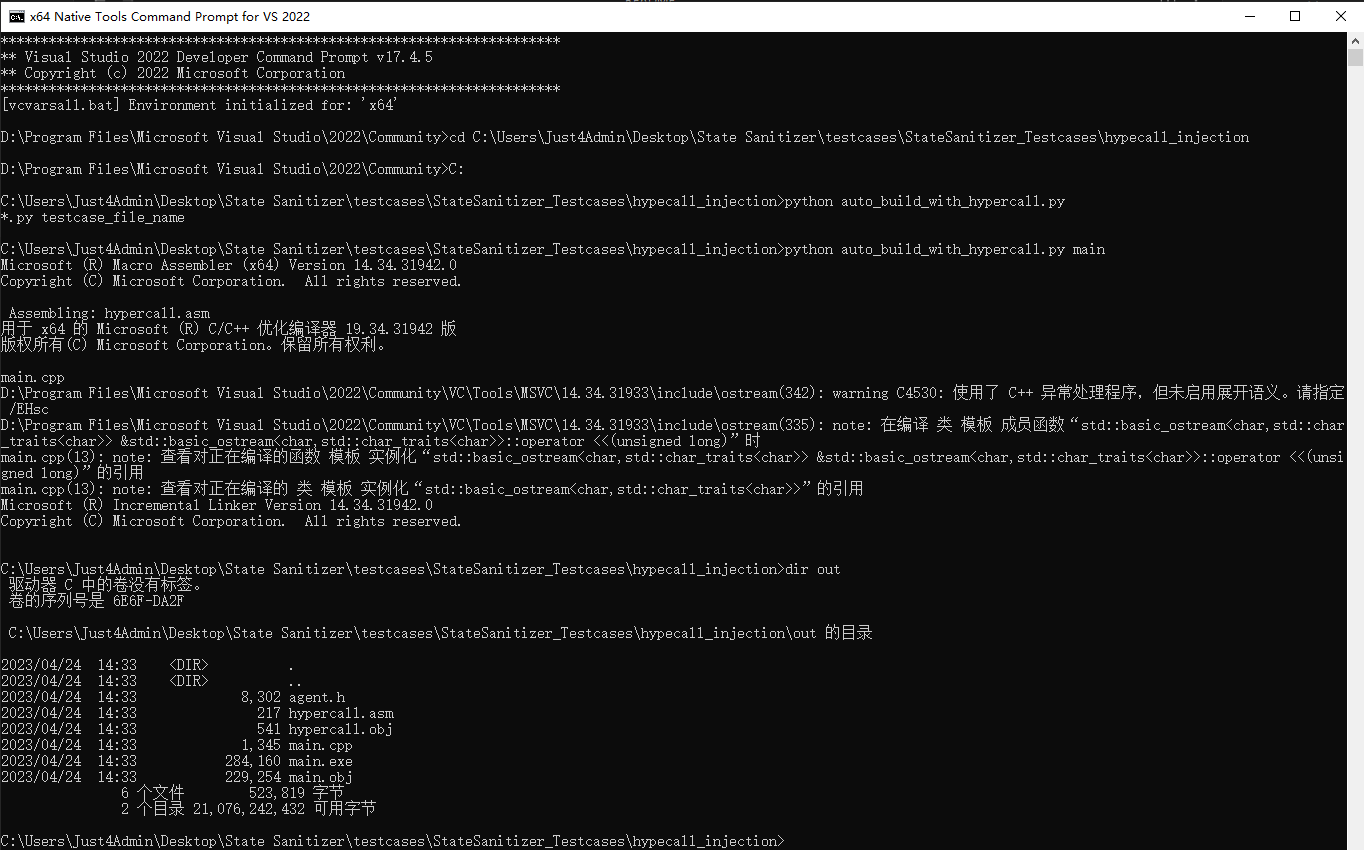 x64 Native Tools Command Prompt for VS 2022
**********************************************************************
** Visual Studio 2022 Developer Command Prompt v17.4.5
** Copyright (c) 2022 Microsoft Corporation
**********************************************************************
[vcvarsall.bat] Environment initialized for: 'x64'
D:\Program Files\Microsoft Visual Studio\2022\Community>cd C:\Users\Just4Admin\Desktop\State Sanitizer\testcases\StateSanitizer_Testcases\hypecall_injection
D:\Program Files\Microsoft Visual Studio\2022\Community>C:
C:\Users\Just4Admin\Desktop\State Sanitizer\testcases\StateSanitizer_Testcases\hypecall_injection>python auto_build_with_hypercall.py
*.py testcase_file_name
C:\Users\Just4Admin\Desktop\State Sanitizer\testcases\StateSanitizer_Testcases\hypecall_injection>python auto_build_with_hypercall.py main
Microsoft (R) Macro Assembler (x64) Version 14.34.31942.0
Copyright (C) Microsoft Corporation.  All rights reserved.
 Assembling: hypercall.asm
用于 x64 的 Microsoft (R) C/C++ 优化编译器 19.34.31942 版
版权所有(C) Microsoft Corporation。保留所有权利。
main.cpp
D:\Program Files\Microsoft Visual Studio\2022\Community\VC\Tools\MSVC\14.34.31933\include\ostream(342): warning C4530: 使用了 C++ 异常处理程序，但未启用展开语义。请指定
 /EHsc
D:\Program Files\Microsoft Visual Studio\2022\Community\VC\Tools\MSVC\14.34.31933\include\ostream(335): note: 在编译 类 模板 成员函数“std::basic_ostream<char,std::char
_traits<char>> &std::basic_ostream<char,std::char_traits<char>>::operator <<(unsigned long)”时
main.cpp(13): note: 查看对正在编译的函数 模板 实例化“std::basic_ostream<char,std::char_traits<char>> &std::basic_ostream<char,std::char_traits<char>>::operator <<(unsi
gned long)”的引用
main.cpp(13): note: 查看对正在编译的 类 模板 实例化“std::basic_ostream<char,std::char_traits<char>>”的引用
Microsoft (R) Incremental Linker Version 14.34.31942.0
Copyright (C) Microsoft Corporation.  All rights reserved.
C:\Users\Just4Admin\Desktop\State Sanitizer\testcases\StateSanitizer_Testcases\hypecall_injection>dir out
 驱动器 C 中的卷没有标签。
 卷的序列号是 6E6F-DA2F
 C:\Users\Just4Admin\Desktop\State Sanitizer\testcases\StateSanitizer_Testcases\hypecall_injection\out 的目录
2023/04/24  14:33    <DIR>          .
2023/04/24  14:33    <DIR>          ..
2023/04/24  14:33             8,302 agent.h
2023/04/24  14:33               217 hypercall.asm
2023/04/24  14:33               541 hypercall.obj
2023/04/24  14:33             1,345 main.cpp
2023/04/24  14:33           284,160 main.exe
2023/04/24  14:33           229,254 main.obj
               6 个文件        523,819 字节
               2 个目录 21,076,242,432 可用字节
C:\Users\Just4Admin\Desktop\State Sanitizer\testcases\StateSanitizer_Testcases\hypecall_injection>